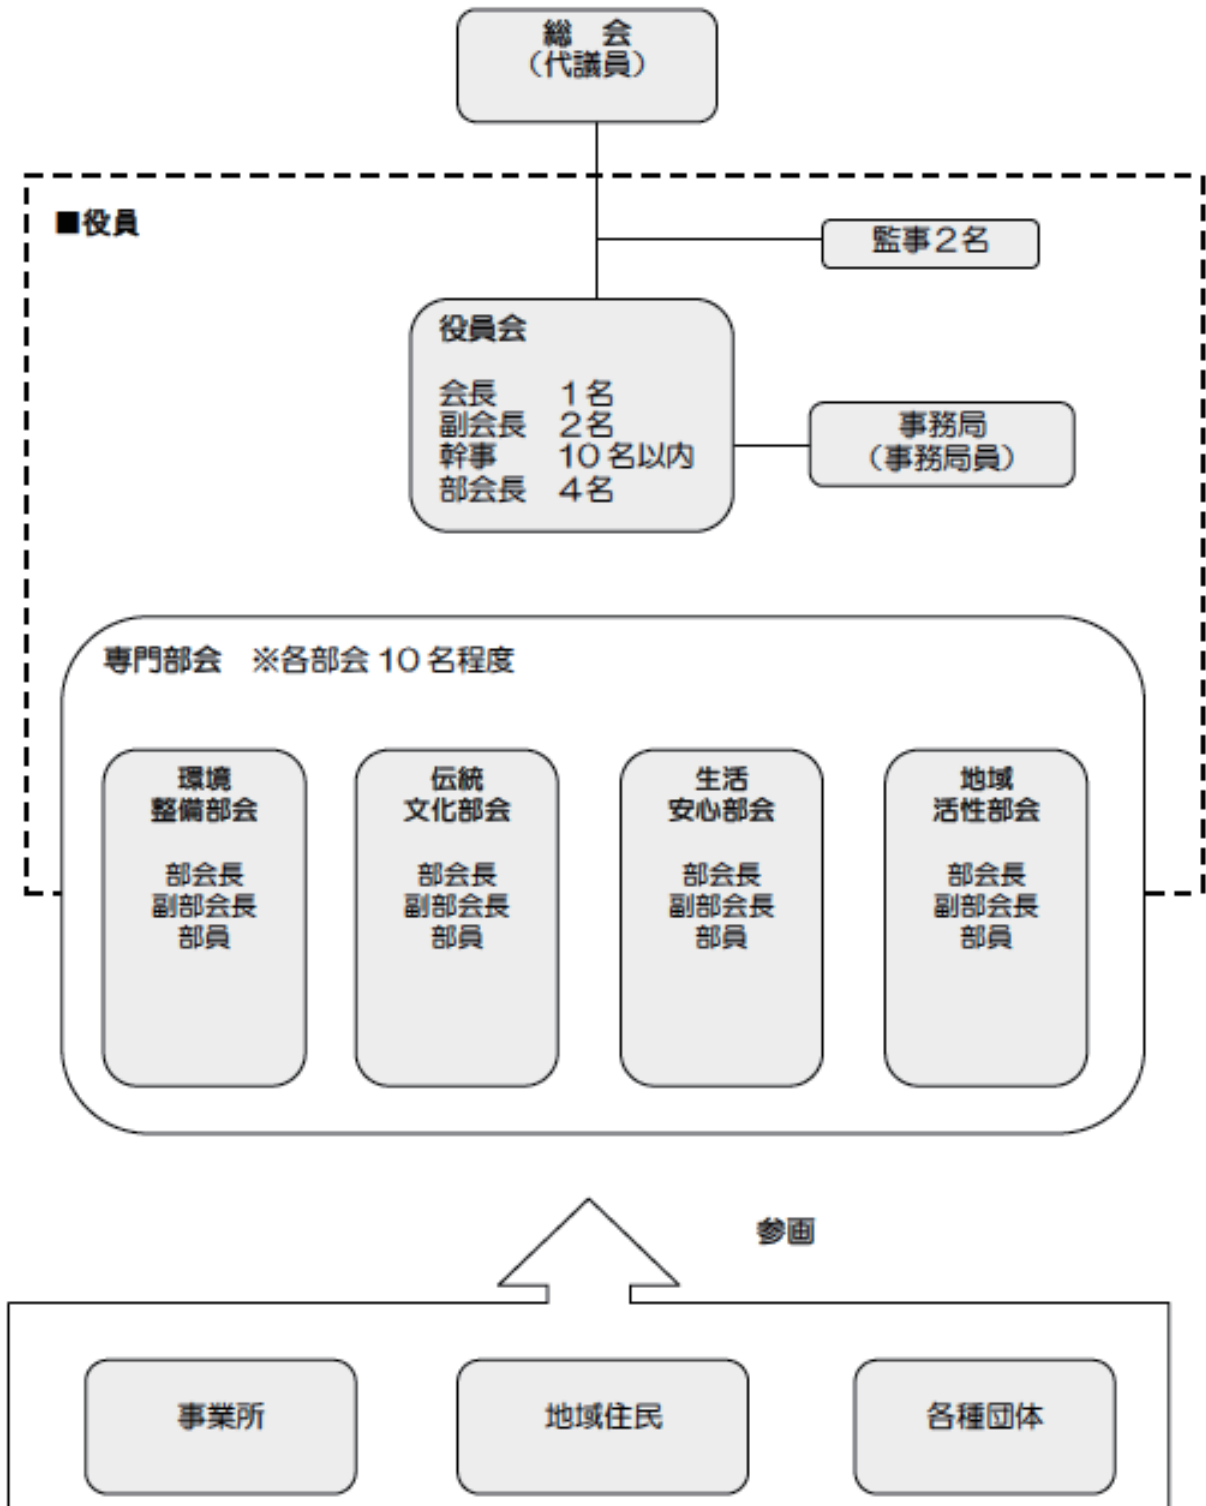 総　会
（代議員）
■役員
監事２名
役員会
会長　　１名
副会長　２名
幹事　　10 名以内
部会長　４名
事務局
（事務局員）
専門部会　※各部会 10 名程度
環境
整備部会
部会長
副部会長
部員
伝統
文化部会
部会長
副部会長
部員
生活
安心部会
部会長
副部会長
部員
地域
活性部会
部会長
副部会長
部員
参画
事業所
地域住民
各種団体